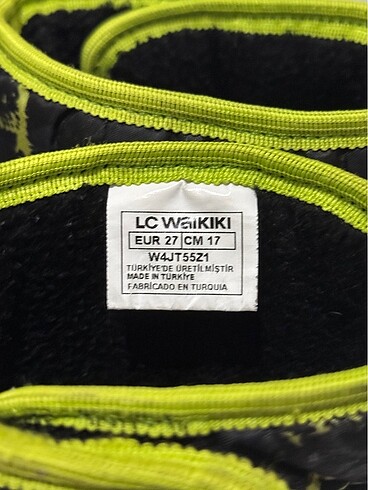 LC WaiKIKI
EUR 27 CM 17
W4JT55Z1
TÜRKİYE'DE ÜRETİLMİŞTİR
MADE IN TÜRKİYE
FABRICADO EN TURQUIA